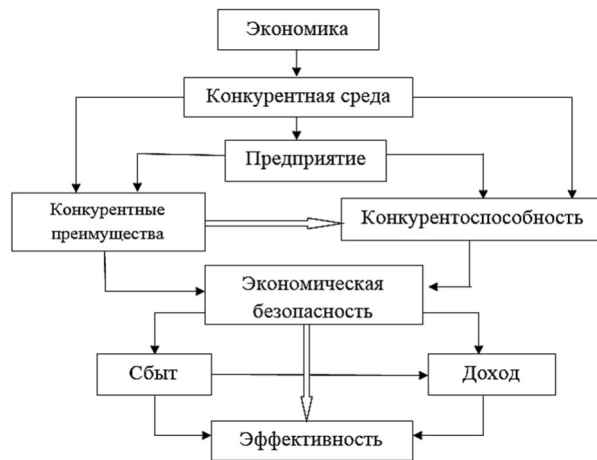 Экономика
Конкурентная среда
Предприятие
Конкурентные
преимущества
Конкурентоспособность
Экономическая
безопасность
Сбыт
Доход
Эффективность